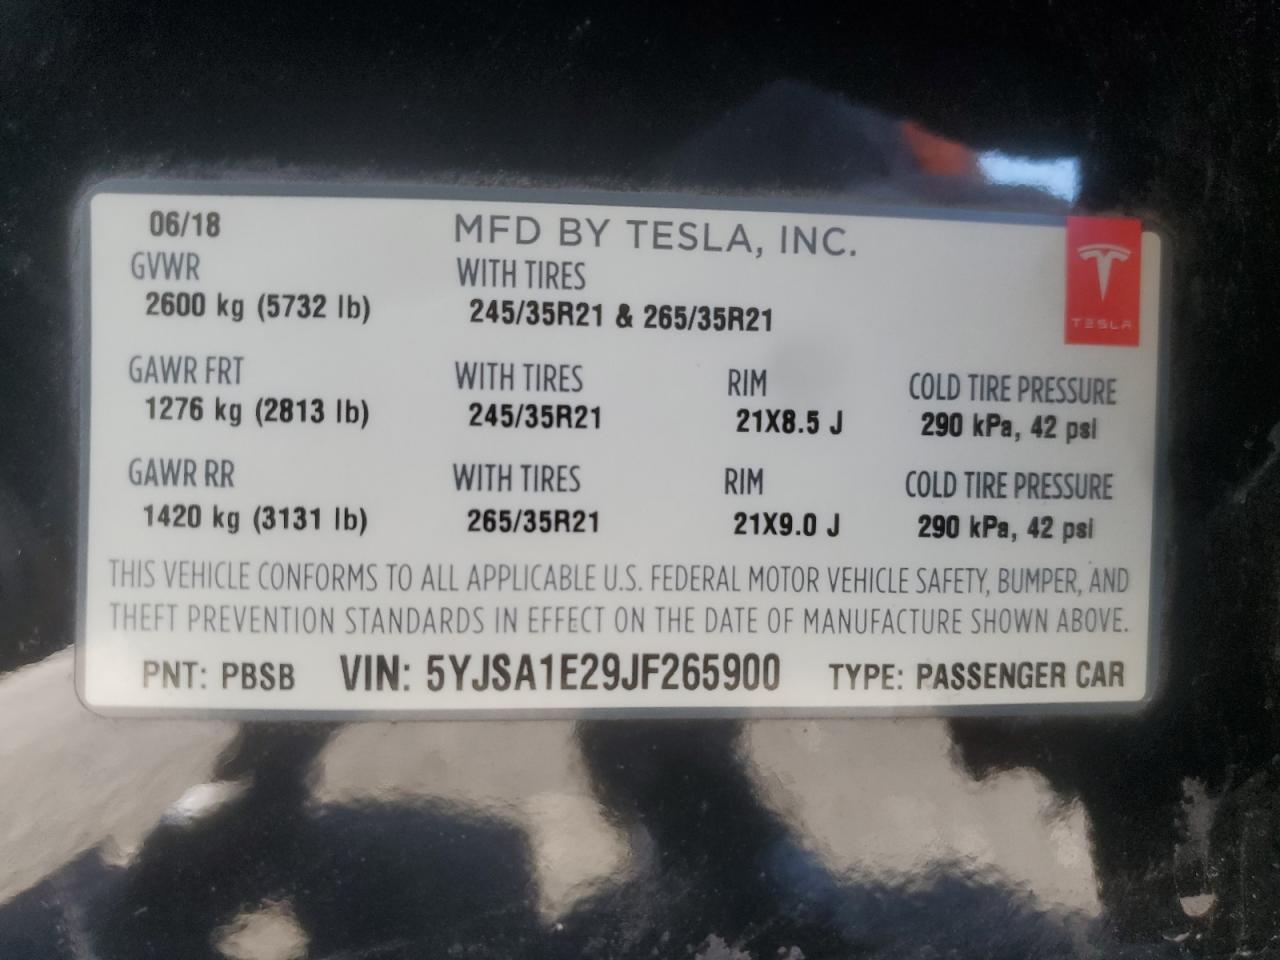 06/18 MFD BY TESLA, INC.
GVWR WITH TIRES
2600 kg (5732 lb) 245/35R21 & 265/35R21
TESLA
GAWR FRT WITH TIRES RIM COLD TIRE PRESSURE
1276 kg (2813 lb) 245/35R21 21X8.5 J 290 kPa, 42 psi
GAWR RR WITH TIRES RIM COLD TIRE PRESSURE
1420 kg (3131 lb) 265/35R21 21X9.0 J 290 kPa, 42 psi
THIS VEHICLE CONFORMS TO ALL APPLICABLE U.S. FEDERAL MOTOR VEHICLE SAFETY, BUMPER, AND
THEFT PREVENTION STANDARDS IN EFFECT ON THE DATE OF MANUFACTURE SHOWN ABOVE.
PNT: PBSB VIN: 5YJSA1E29JF265900 TYPE: PASSENGER CAR